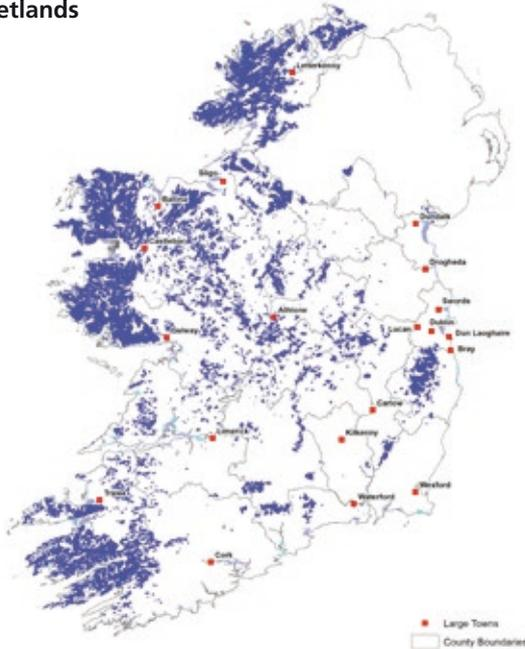 etlands
Letterkenny
Sligo
Ballina
Dundalk
Castlebar
Drogheda
Swords
Athlone
Lucan
Dublin
Dun Laoghaire
Galway
Bray
Carlow
Limerick
Kilkenny
Wexford
Tralee
Waterford
Cork
Large Towns
County Boundaries